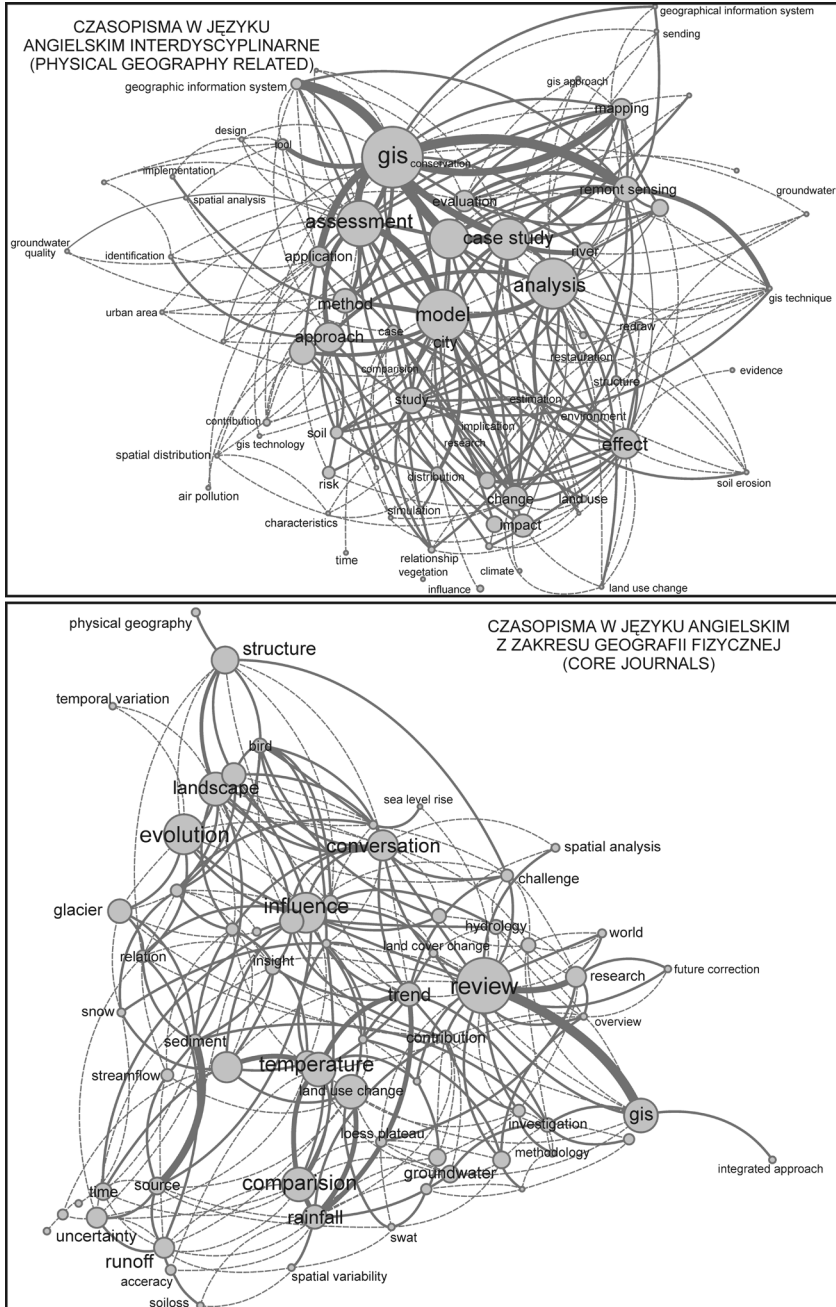 CZASOPISMA W JĘZYKU
ANGIELSKIM INTERDYSCYPLINARNE
(PHYSICAL GEOGRAPHY RELATED)
geographical information system
sending
geographic information system
gis approach
mapping
design
tool
gis
conservation
implementation
spatial analysis
evaluation
remont sensing
groundwater
assessment
case study
groundwater
quality
identification
application
river
analysis
gis technique
urban area
method
model
approach
case
city
redraw
comparision
restauration
structure
evidence
study
estimation
environment
contribution
implication
gis technology
soil
research
effect
spatial distribution
risk
distribution
soil erosion
air pollution
change
land use
characteristics
simulation
impact
time
relationship
vegetation
climate
influence
land use change
physical geography
structure
CZASOPISMA W JĘZYKU ANGIELSKIM
Z ZAKRESU GEOGRAFII FIZYCZNEJ
(CORE JOURNALS)
temporal variation
bird
landscape
sea level rise
evolution
conversation
spatial analysis
challenge
glacier
influence
hydrology
world
relation
insight
land cover change
research
future correction
review
trend
snow
overview
sediment
contribution
streamflow
temperature
land use change
gis
loess plateau
investigation
methodology
groundwater
integrated approach
time
source
comparision
rainfall
uncertainty
swat
runoff
acceracy
spatial variability
soiloss